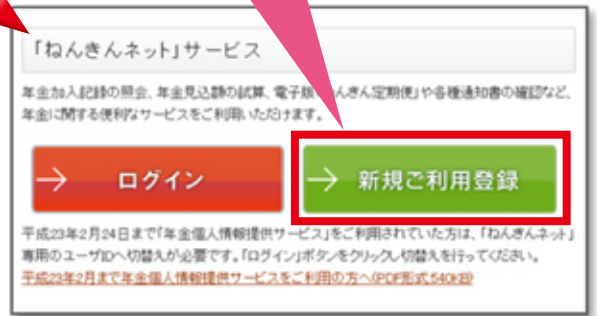 「ねんきんネット」サービス
年金加入記録の照会、年金見込額の試算、電子版「ねんきん定期便」や各種通知書の確認など、
年金に関する便利なサービスをご利用いただけます。
→ ログイン
→ 新規ご利用登録
平成23年2月24日まで「年金個人情報提供サービス」をご利用されていた方は、「ねんきんネット」
専用のユーザIDへ切替えが必要です。「ログイン」ボタンをクリックし切替えを行ってください。
平成23年2月まで年金個人情報提供サービスをご利用の方へ(PDF形式:540KB)